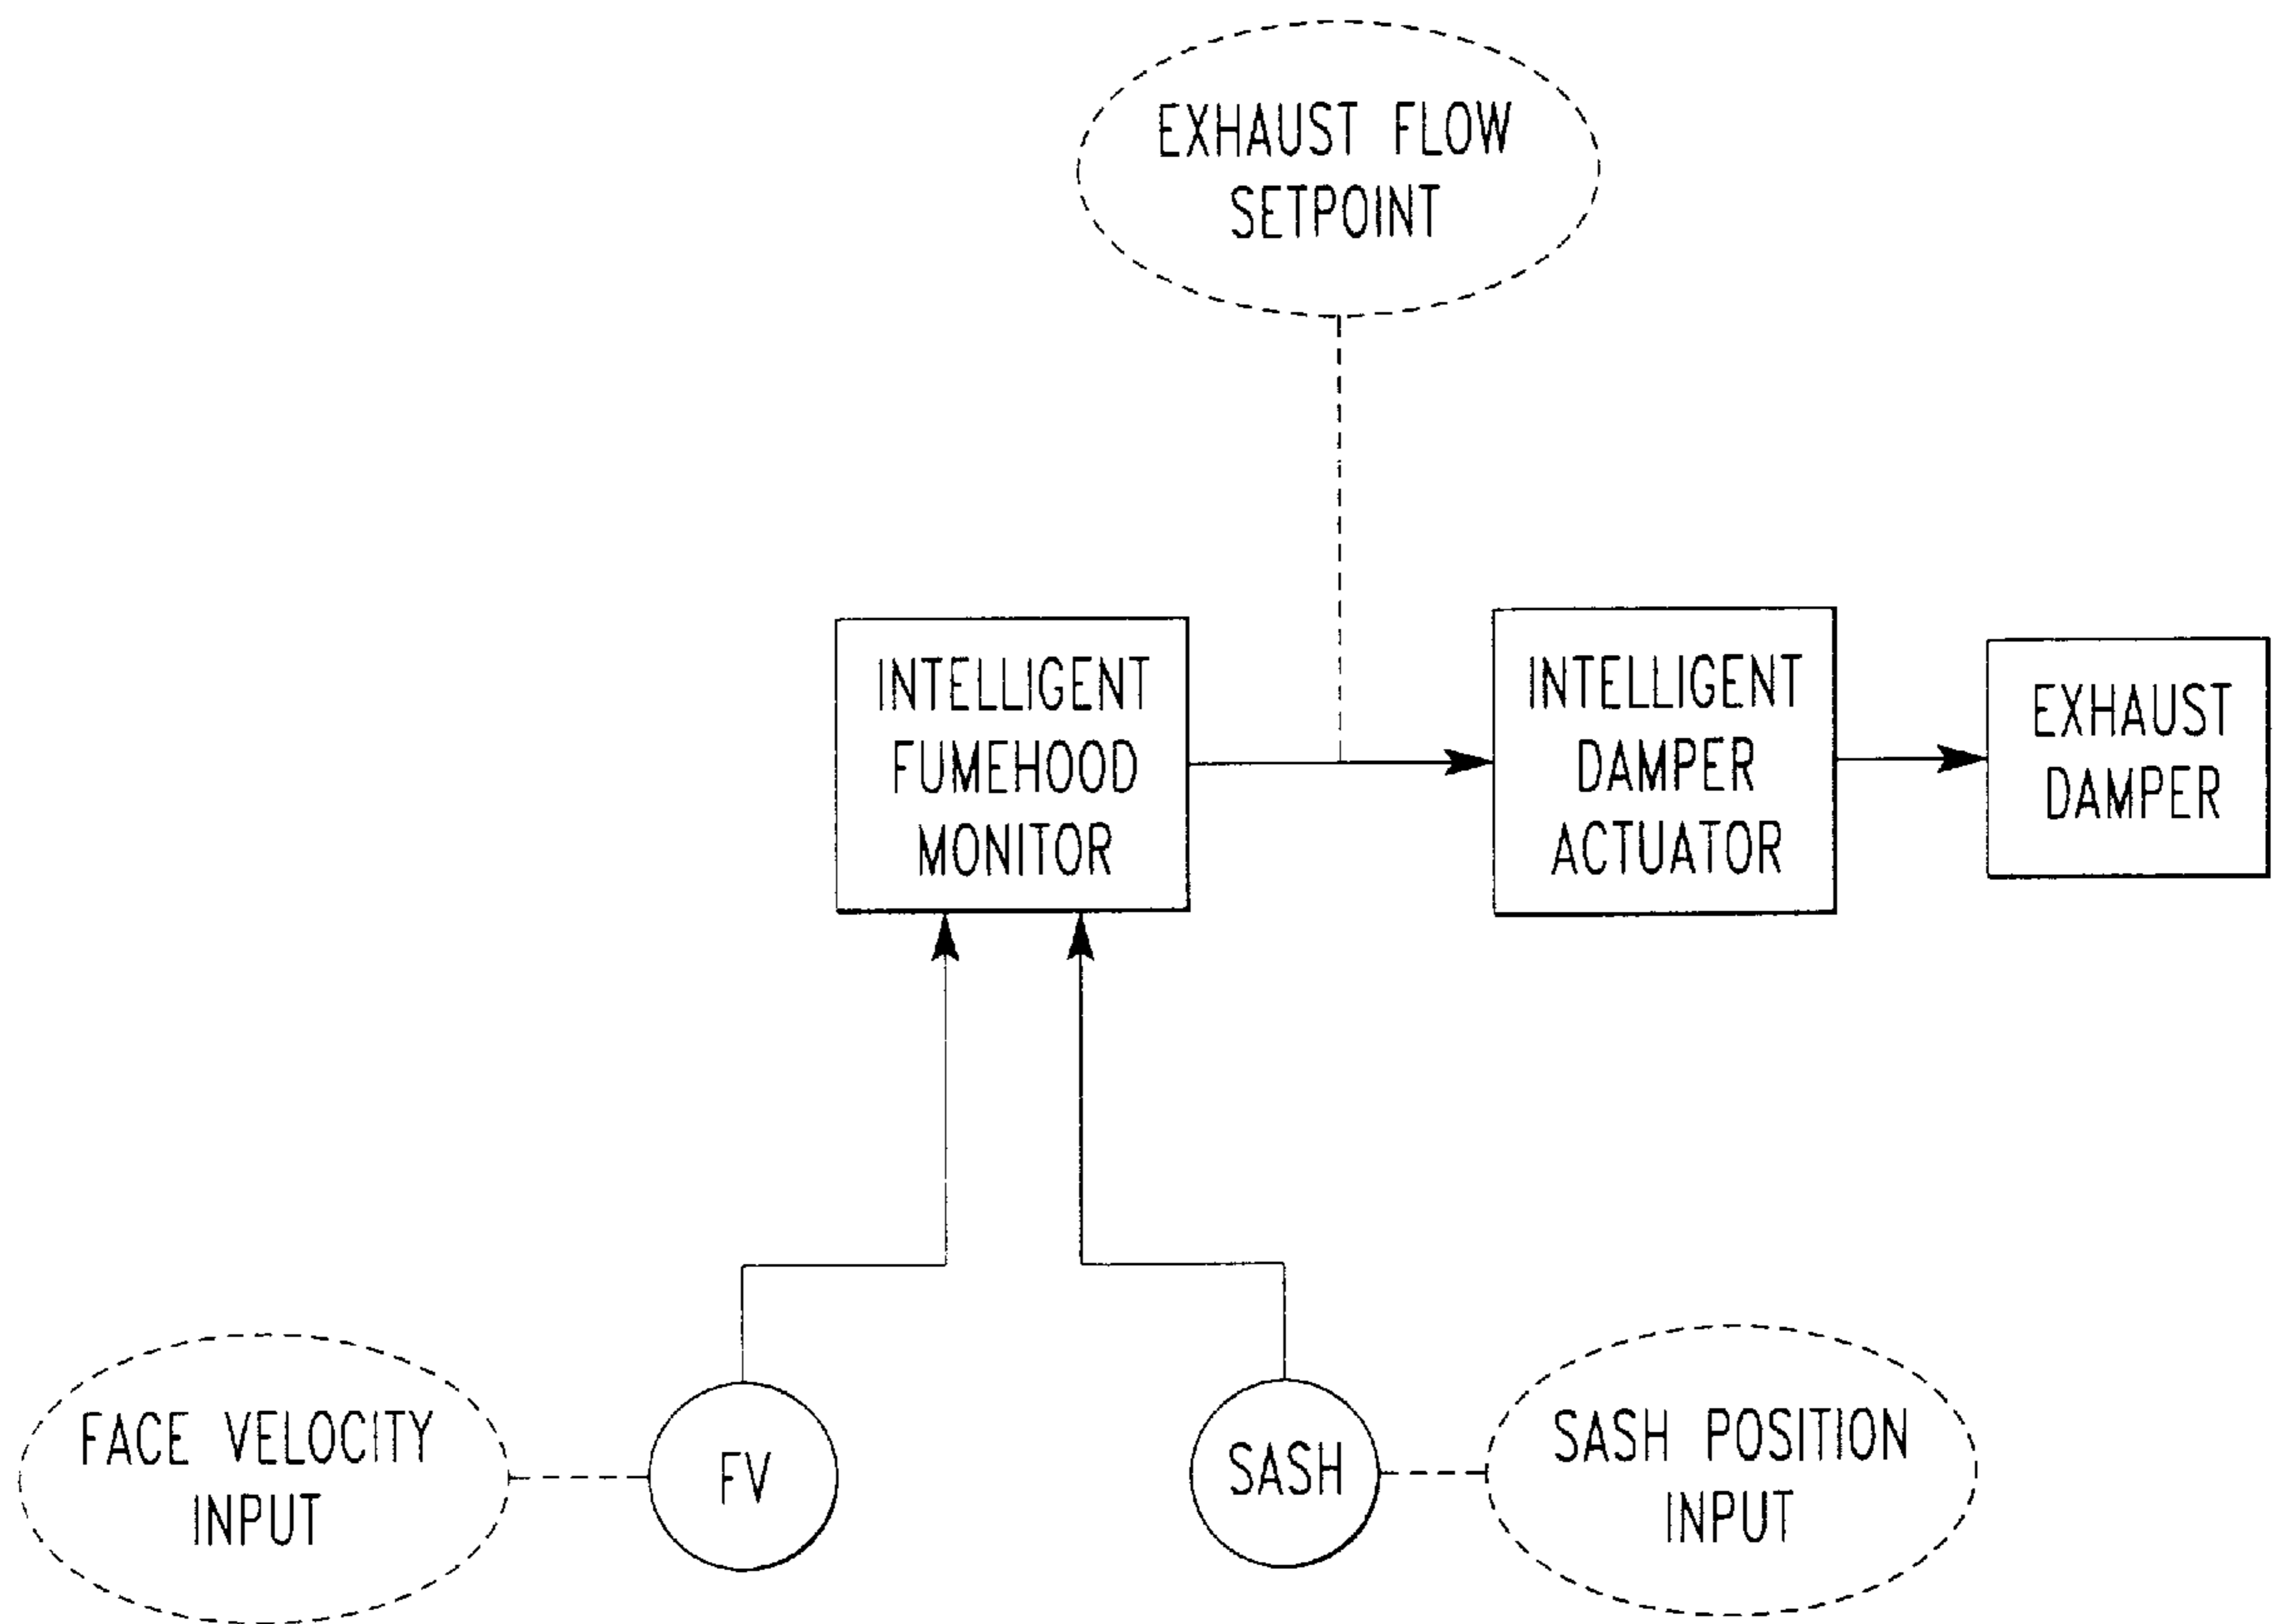 EXHAUST FLOW
SETPOINT
INTELLIGENT
FUMEHOOD
MONITOR
INTELLIGENT
DAMPER
ACTUATOR
EXHAUST
DAMPER
FACE VELOCITY
INPUT
FV
SASH
SASH POSITION
INPUT